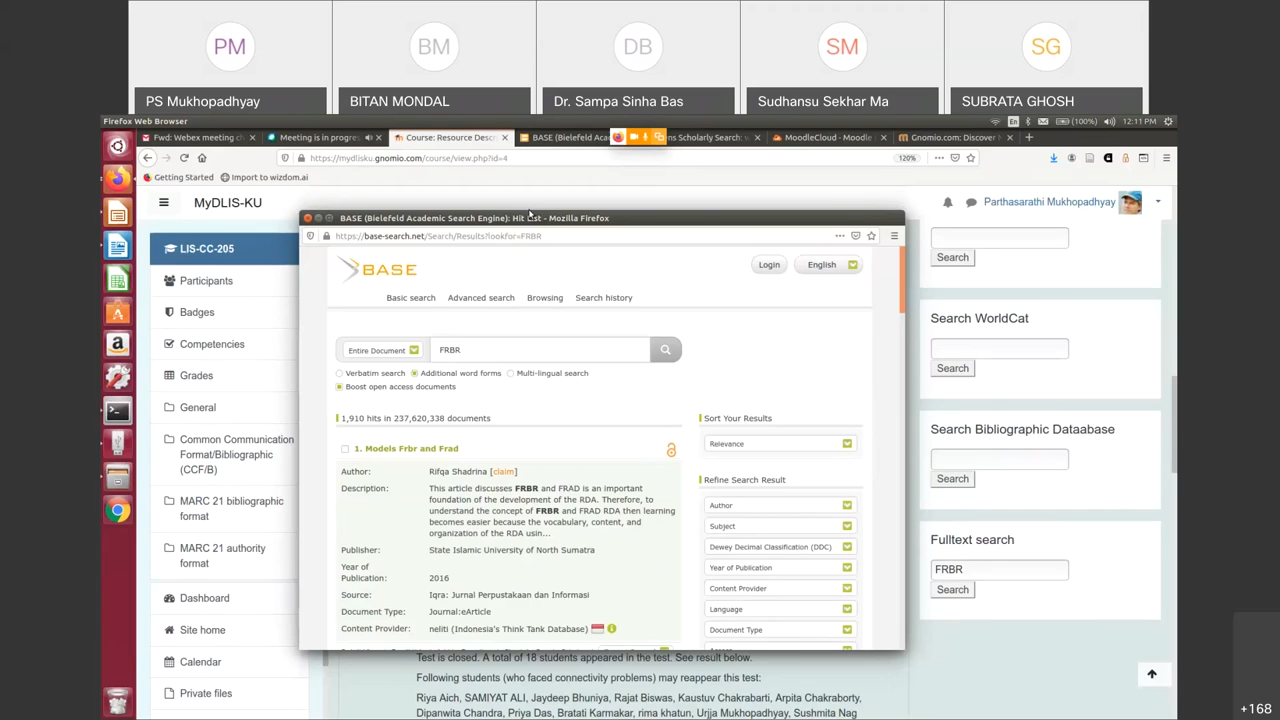 PM
BM
DB
SM
SG
PS Mukhopadhyay
BITAN MONDAL
Dr. Sampa Sinha Bas
Sudhansu Sekhar Ma
SUBRATA GHOSH
Firefox Web Browser
En
(100%)
12:11 PM
Fwd: Webex meeting ch
Meeting is in progres
Course: Resource Descr
BASE (Bielefeld Aca
ns Scholarly Search:
MoodleCloud - Moodle
Gnomio.com: Discover M
https://mydlisku.gnomio.com/course/view.php?id=4
120%
Getting Started
Import to wizdom.ai
MyDLIS-KU
Parthasarathi Mukhopadhyay
LIS-CC-205
Participants
Badges
Competencies
Grades
General
Common Communication
Format/Bibliographic
(CCF/B)
MARC 21 bibliographic
format
MARC 21 authority
format
Dashboard
Site home
Calendar
Private files
BASE (Bielefeld Academic Search Engine): Hit List - Mozilla Firefox
https://base-search.net/Search/Results?lookfor=FRBR
BASE
Login
English
Basic search
Advanced search
Browsing
Search history
Entire Document
FRBR
Verbatim search
Additional word forms
Multi-lingual search
Boost open access documents
1,910 hits in 237,620,338 documents
1. Models Frbr and Frad
Author:
Rifqa Shadrina [claim]
Description:
This article discusses FRBR and FRAD is an important
foundation of the development of the RDA. Therefore, to
understand the concept of FRBR and FRAD RDA then learning
becomes easier because the vocabulary, content, and
organization of the RDA usin...
Publisher:
State Islamic University of North Sumatra
Year of
Publication:
2016
Source:
Iqra: Jurnal Perpustakaan dan Informasi
Document Type:
Journal:eArticle
Content Provider:
neliti (Indonesia's Think Tank Database)
Sort Your Results
Relevance
Refine Search Result
Author
Subject
Dewey Decimal Classification (DDC)
Year of Publication
Content Provider
Language
Document Type
Search
Search WorldCat
Search
Search Bibliographic Database
Search
Fulltext search
FRBR
Search
Test is closed. A total of 18 students appeared in the test. See result below.
Following students (who faced connectivity problems) may reappear this test:
Riya Aich, SAMIYAT ALI, Jaydeep Bhuniya, Rajat Biswas, Kaustuv Chakrabarti, Arpita Chakraborty,
Dipanwita Chandra, Priya Das, Bratati Karmakar, rima khatun, Urjja Mukhopadhyay, Sushmita Nag
+168